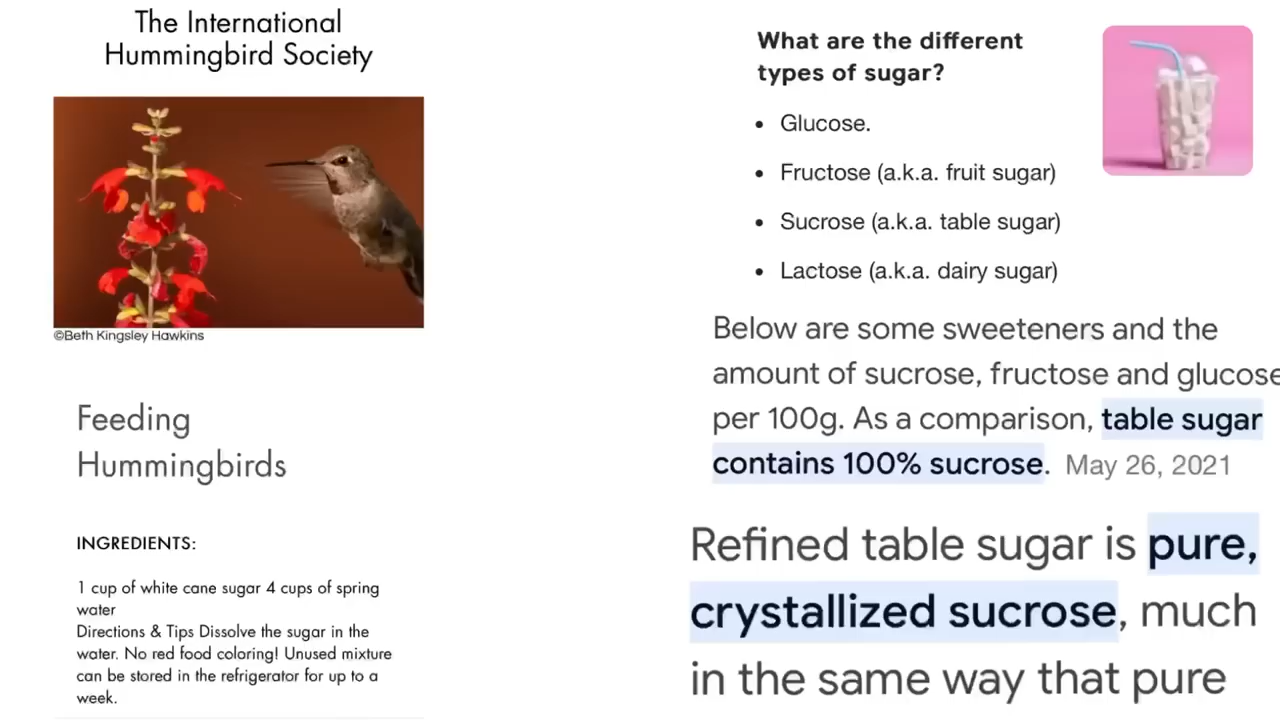 The International
Hummingbird Society
©Beth Kingsley Hawkins
Feeding
Hummingbirds
INGREDIENTS:
1 cup of white cane sugar 4 cups of spring
water
Directions & Tips Dissolve the sugar in the
water. No red food coloring! Unused mixture
can be stored in the refrigerator for up to a
week.
What are the different
types of sugar?
• Glucose.
• Fructose (a.k.a. fruit sugar)
• Sucrose (a.k.a. table sugar)
• Lactose (a.k.a. dairy sugar)
Below are some sweeteners and the
amount of sucrose, fructose and glucose
per 100g. As a comparison, table sugar
contains 100% sucrose. May 26, 2021
Refined table sugar is pure,
crystallized sucrose, much
in the same way that pure